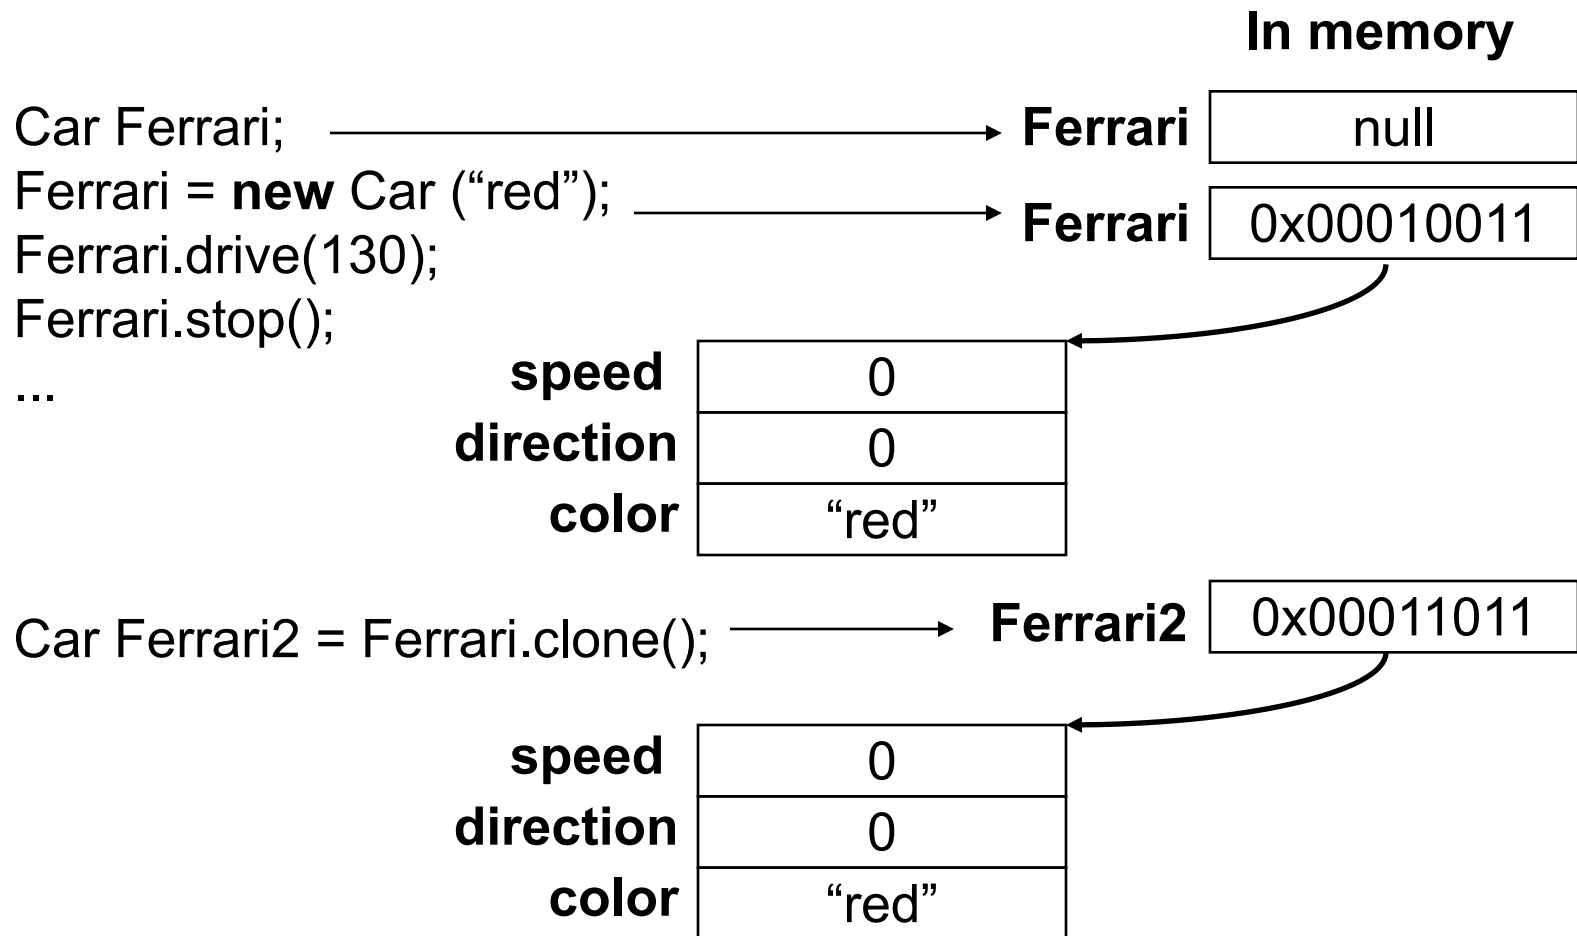 In memory
Car Ferrari;
Ferrari
null
Ferrari = new Car (“red”);
Ferrari
0x00010011
Ferrari.drive(130);
Ferrari.stop();
...
speed
0
direction
0
color
“red”
Car Ferrari2 = Ferrari.clone();
Ferrari2
0x00011011
speed
0
direction
0
color
“red”